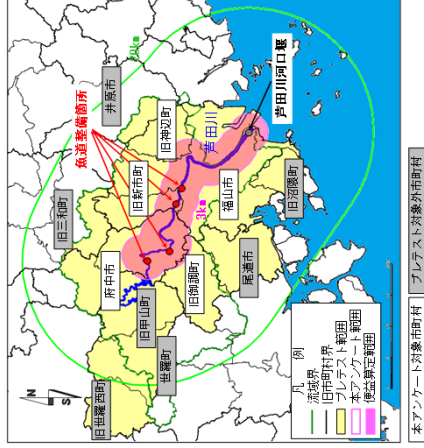 N
S
20km
井原市
魚道整備箇所
旧三和町
旧神辺町
旧新市町
芦田川
芦田川河口堰
府中市
3km
福山市
旧甲山町
旧御調町
旧沼隈町
世羅町
尾道市
旧世羅西町
凡 例
流域界
旧市町村界
プレテスト範囲
本アンケート範囲
便益算定範囲
本アンケート対象市町村
プレテスト対象外市町村